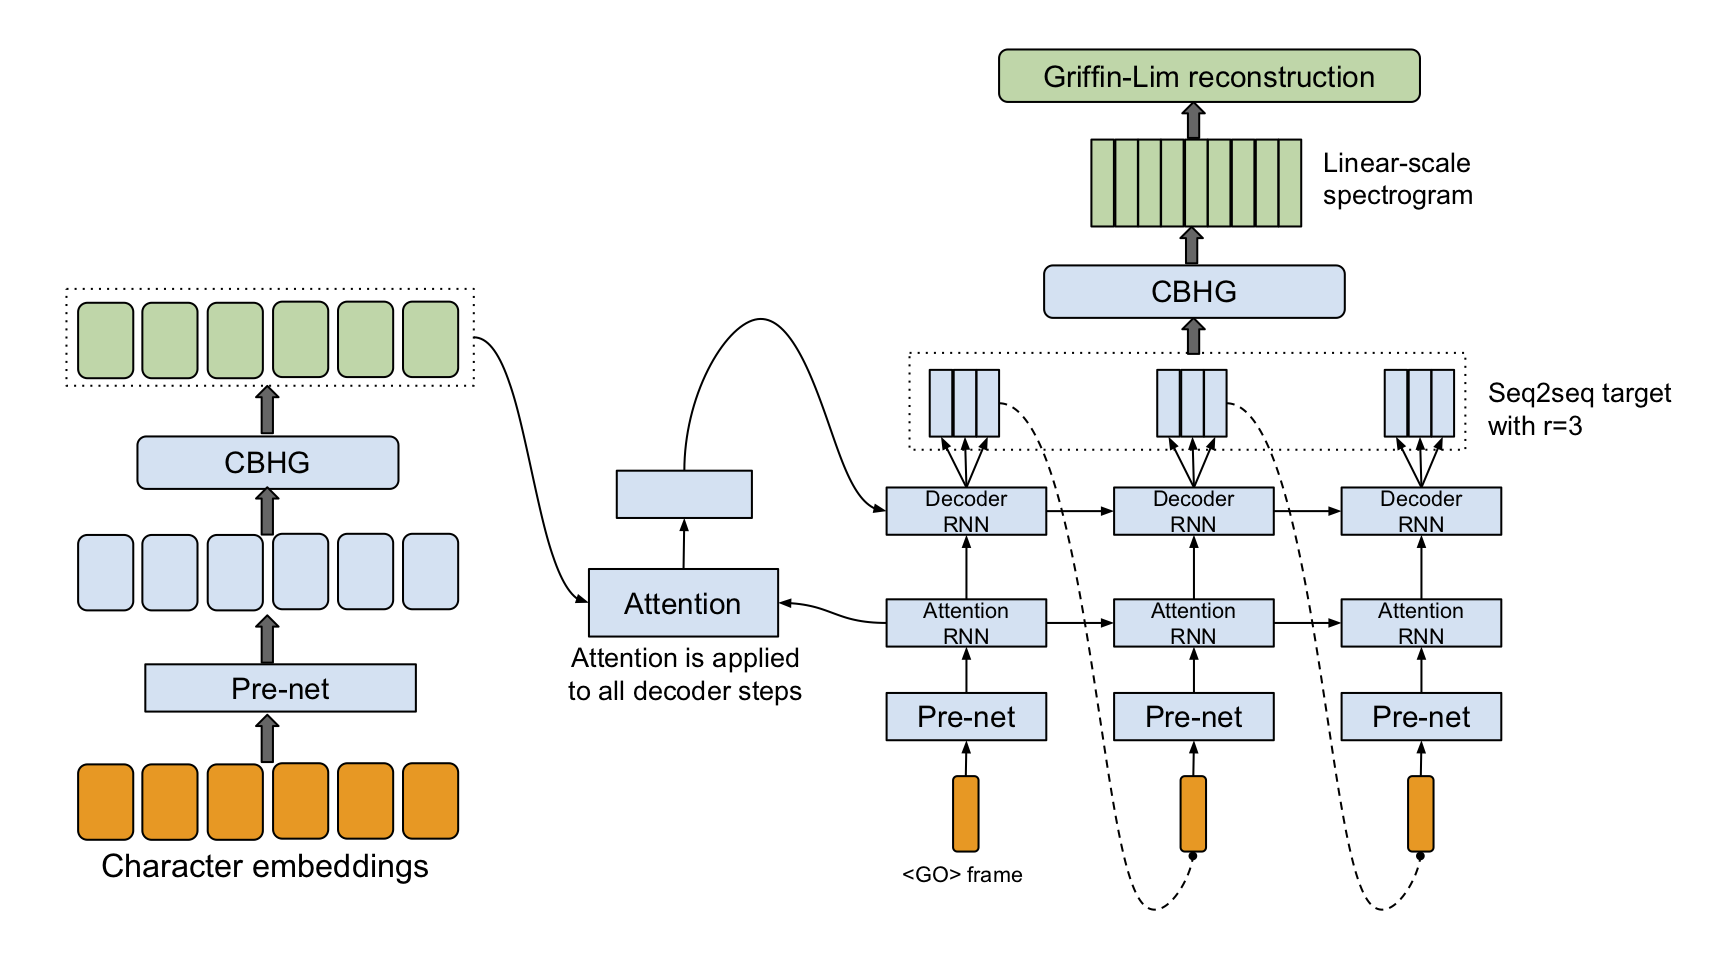 Griffin-Lim reconstruction
Linear-scale
spectrogram
CBHG
Seq2seq target
with r=3
CBHG
Pre-net
Character embeddings
Attention
Attention is applied
to all decoder steps
Decoder
RNN
Decoder
RNN
Decoder
RNN
Attention
RNN
Attention
RNN
Attention
RNN
Pre-net
Pre-net
Pre-net
<GO> frame